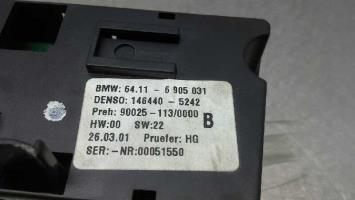 BMW: 64.11 - 6 905 031
DENSO: 146440 - 5242
Preh: 90025-113/0000 B
HW:00 SW:22
26.03.01 Pruefer: HG
SER:-NR:00051550